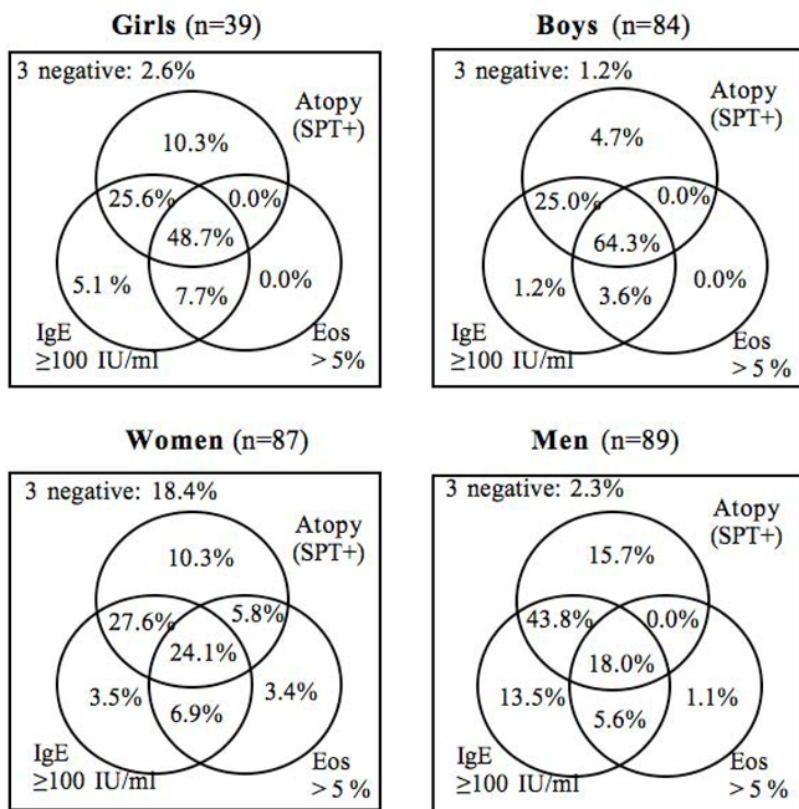 Girls (n=39)
3 negative: 2.6%
Atopy
(SPT+)
10.3%
25.6%
0.0%
48.7%
5.1 %
7.7%
0.0%
IgE
≥100 IU/ml
Eos
> 5%
Boys (n=84)
3 negative: 1.2%
Atopy
(SPT+)
4.7%
25.0%
0.0%
64.3%
1.2%
3.6%
0.0%
IgE
≥100 IU/ml
Eos
> 5 %
Women (n=87)
3 negative: 18.4%
Atopy
(SPT+)
10.3%
27.6%
5.8%
24.1%
3.5%
6.9%
3.4%
IgE
≥100 IU/ml
Eos
> 5 %
Men (n=89)
3 negative: 2.3%
Atopy
(SPT+)
15.7%
43.8%
0.0%
18.0%
13.5%
5.6%
1.1%
IgE
≥100 IU/ml
Eos
> 5 %